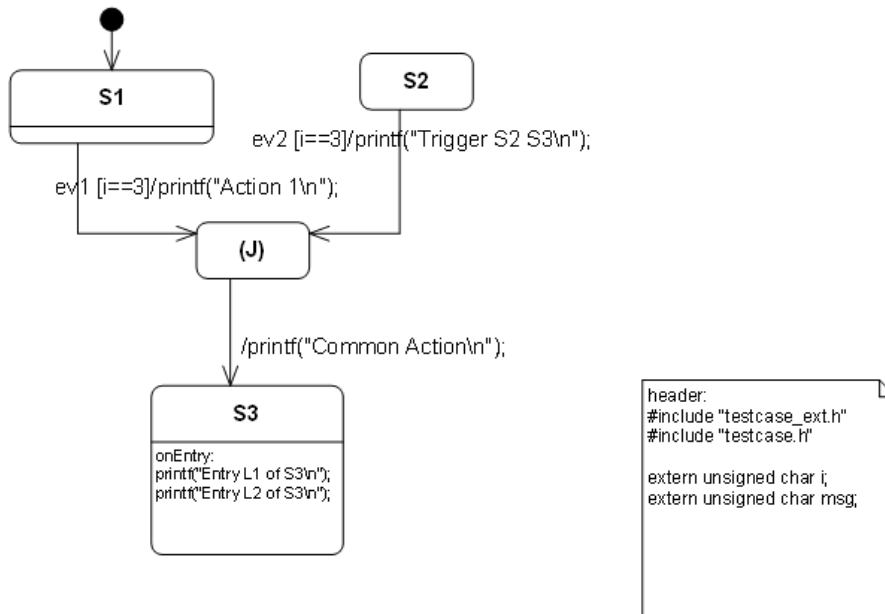 S1
S2
ev2 [i==3]/printf("Trigger S2 S3\n");
ev1 [i==3]/printf("Action 1\n");
(J)
/printf("Common Action\n");
S3
onEntry:
printf("Entry L1 of S3\n");
printf("Entry L2 of S3\n");
header:
#include "testcase_ext.h"
#include "testcase.h"
extern unsigned char i;
extern unsigned char msg;